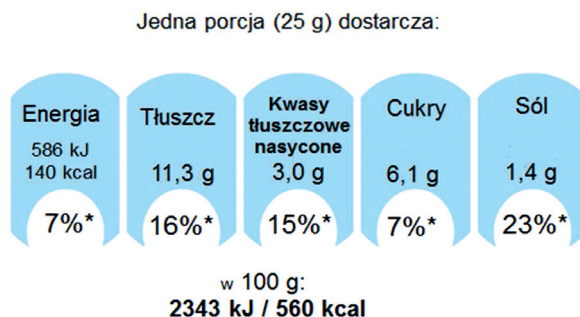 Jedna porcja (25 g) dostarcza:
Energia
586 kJ
140 kcal
7%*
Tłuszcz
11,3 g
16%*
Kwasy
tłuszczowe
nasycone
3,0 g
15%*
Cukry
6,1 g
7%*
Sól
1,4 g
23%*
w 100 g:
2343 kJ / 560 kcal